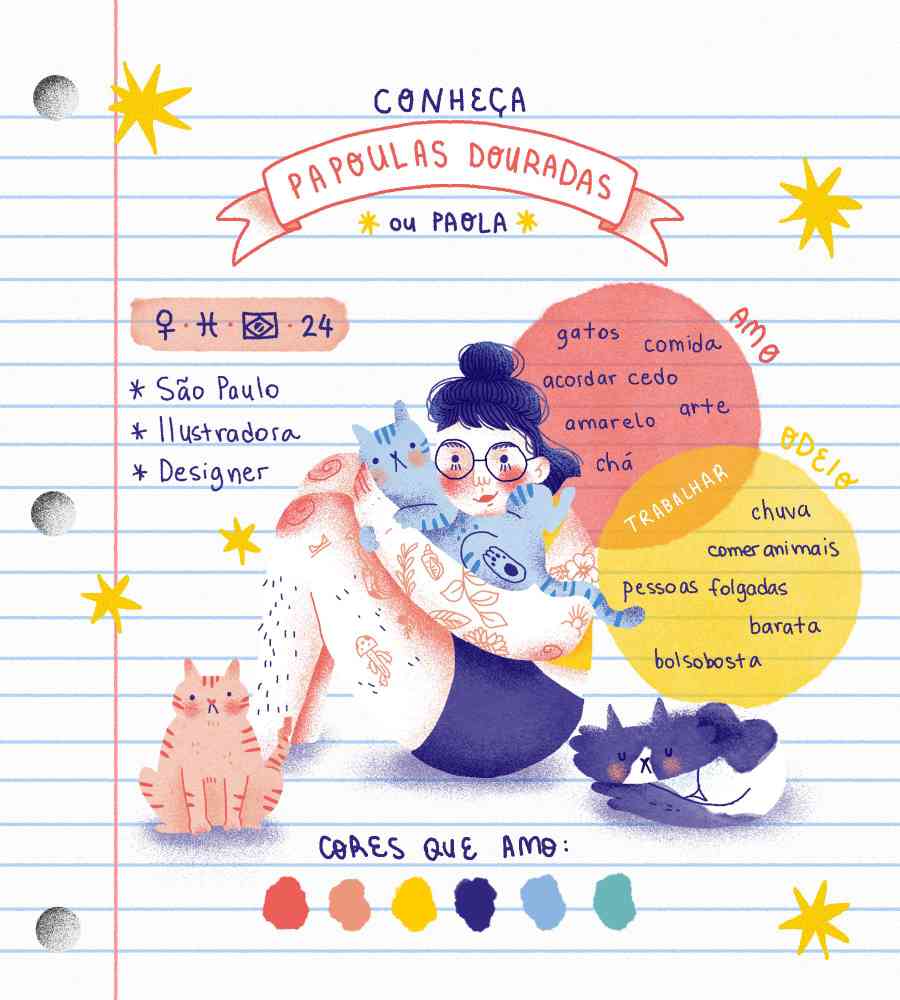 CONHEÇA
PAPOULAS DOURADAS
ou PAOLA
♀ · ♓ · 24
* São Paulo
* Ilustradora
* Designer
AMO
gatos
comida
acordar cedo
amarelo
arte
chá
TRABALHAR
ODEIO
chuva
comer animais
pessoas folgadas
barata
bolsobosta
CORES QUE AMO: